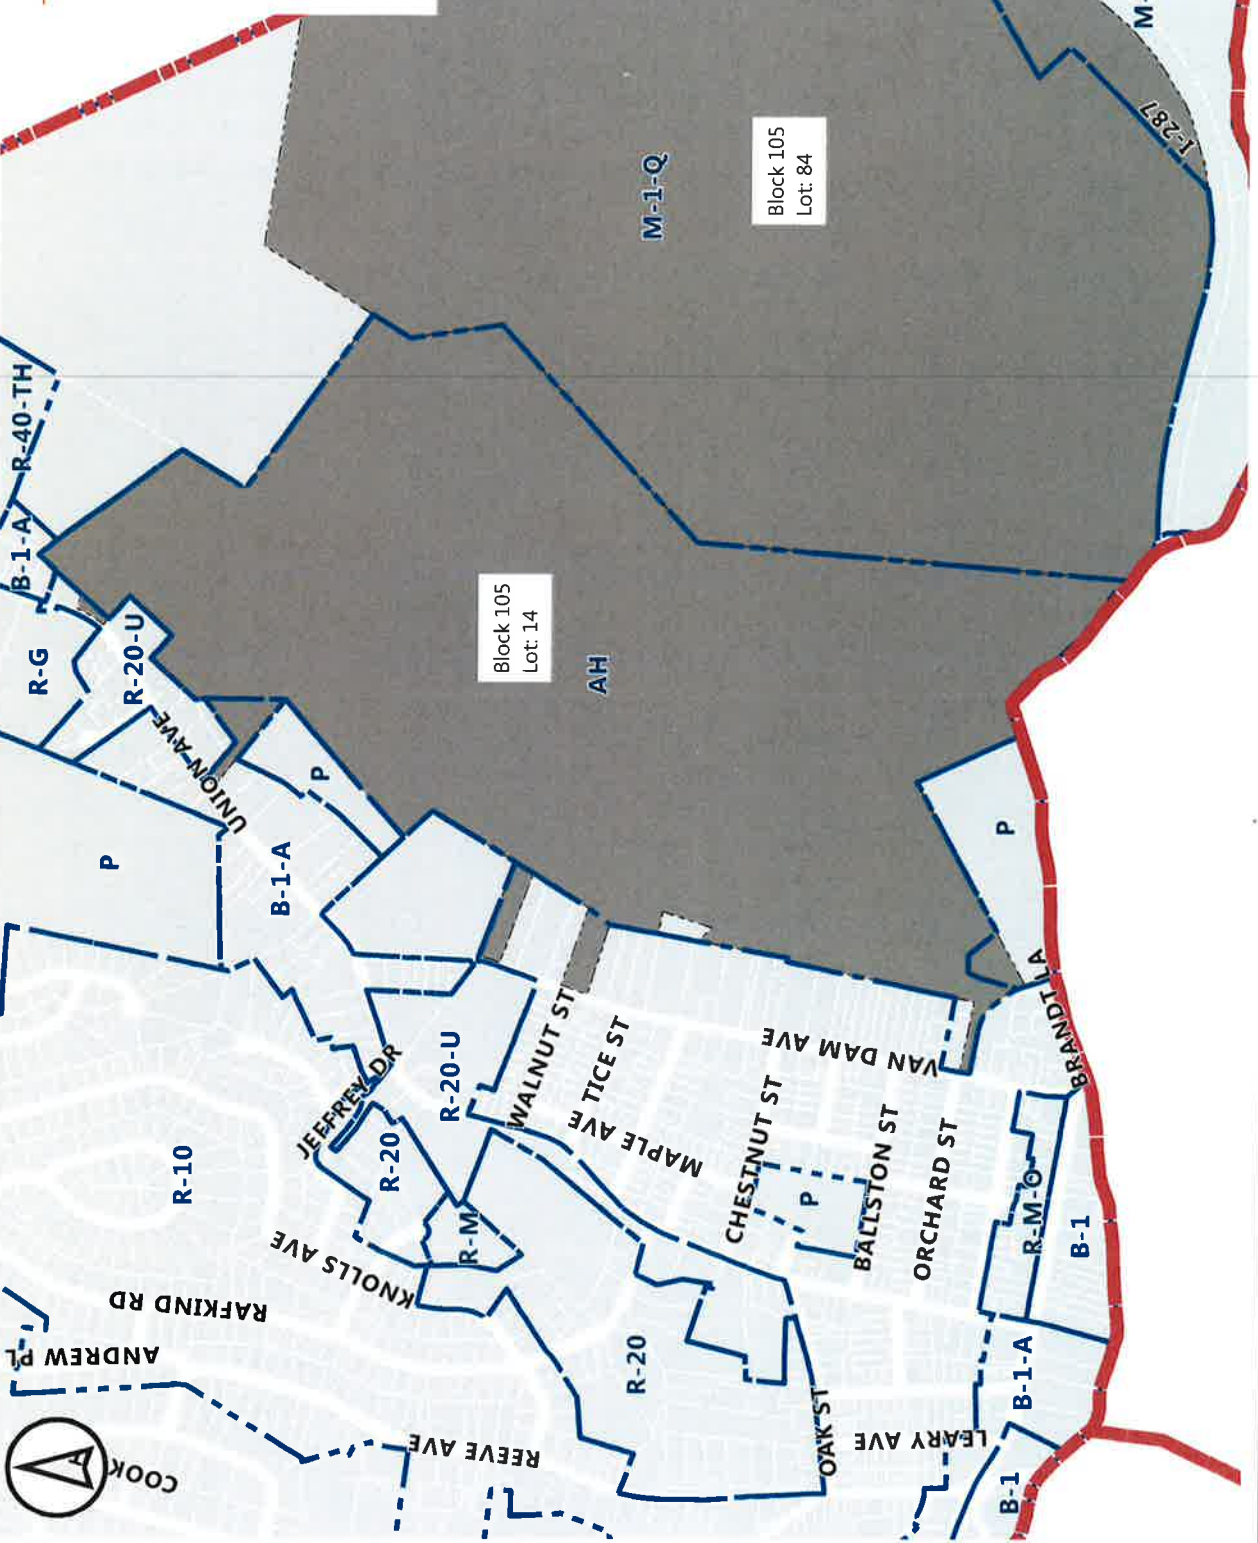 M-
I-287
M-1-Q
Block 105
Lot: 84
R-40-TH
B-1-A
R-G
R-20-U
UNION AVE
P
Block 105
Lot: 14
AH
P
B-1-A
P
BRANDT LA
JEFFREY DR
R-20-U
WALNUT ST
TICE ST
MAPLE AVE
VAN DAM AVE
CHESTNUT ST
BALLSTON ST
ORCHARD ST
P
R-10
R-20
R-M
KNOLLS AVE
R-M-O
B-1
RAFKIND RD
ANDREW PL
R-20
B-1-A
OAK ST
LEARY AVE
REEVE AVE
COOK
B-1